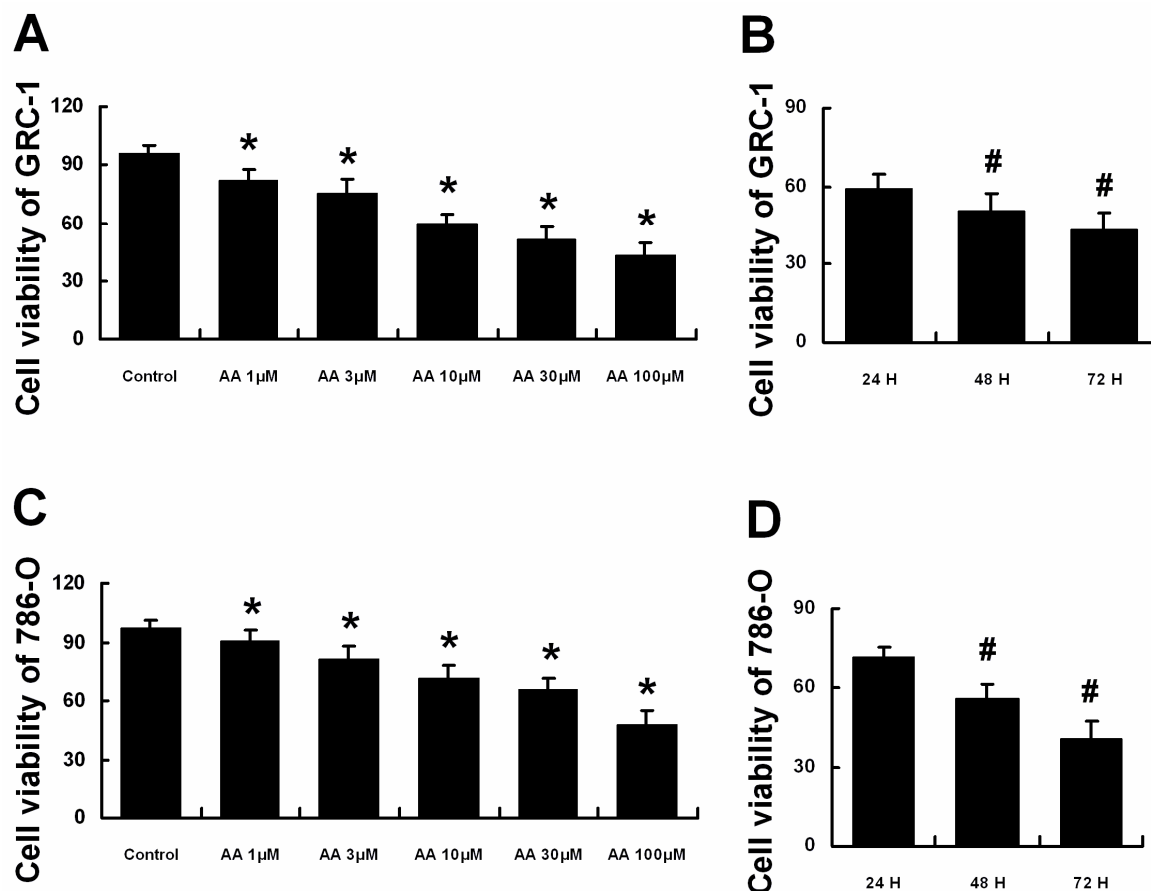 A
Cell viability of GRC-1
120
90
60
30
0
*
*
*
*
*
Control AA 1µM AA 3µM AA 10µM AA 30µM AA 100µM
B
Cell viability of GRC-1
90
60
30
0
#
#
24 H 48 H 72 H
C
Cell viability of 786-O
120
90
60
30
0
*
*
*
*
*
Control AA 1µM AA 3µM AA 10µM AA 30µM AA 100µM
D
Cell viability of 786-O
90
60
30
0
#
#
24 H 48 H 72 H